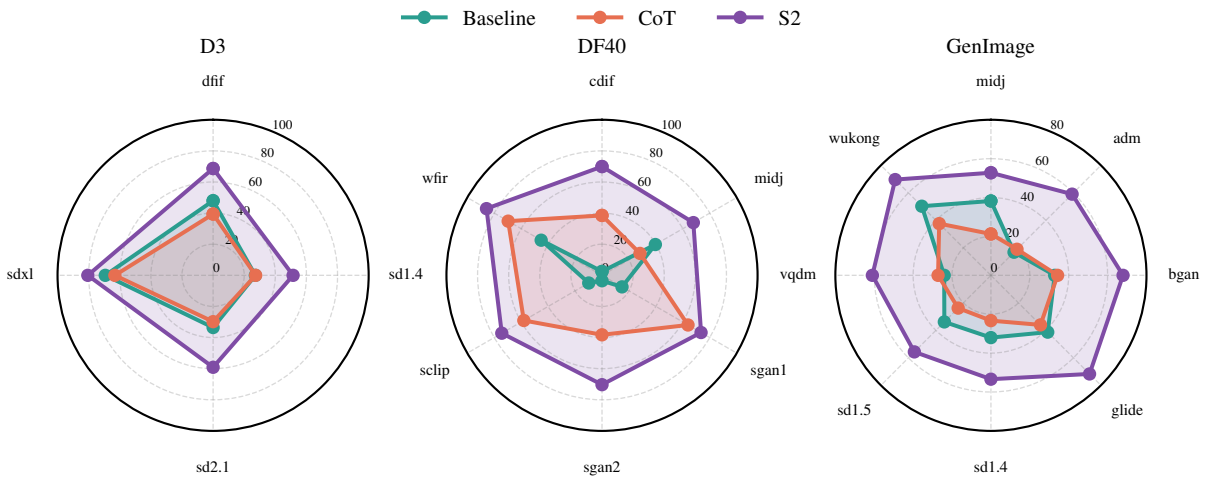 Baseline CoT S2
D3
dfif
100
80
60
40
20
0
sdxl
sd1.4
sd2.1
DF40
cdif
100
80
60
40
20
0
wfir
midj
sclip
sgan1
sgan2
GenImage
midj
80
60
40
20
0
wukong
adm
vqdm
bgan
sd1.5
glide
sd1.4